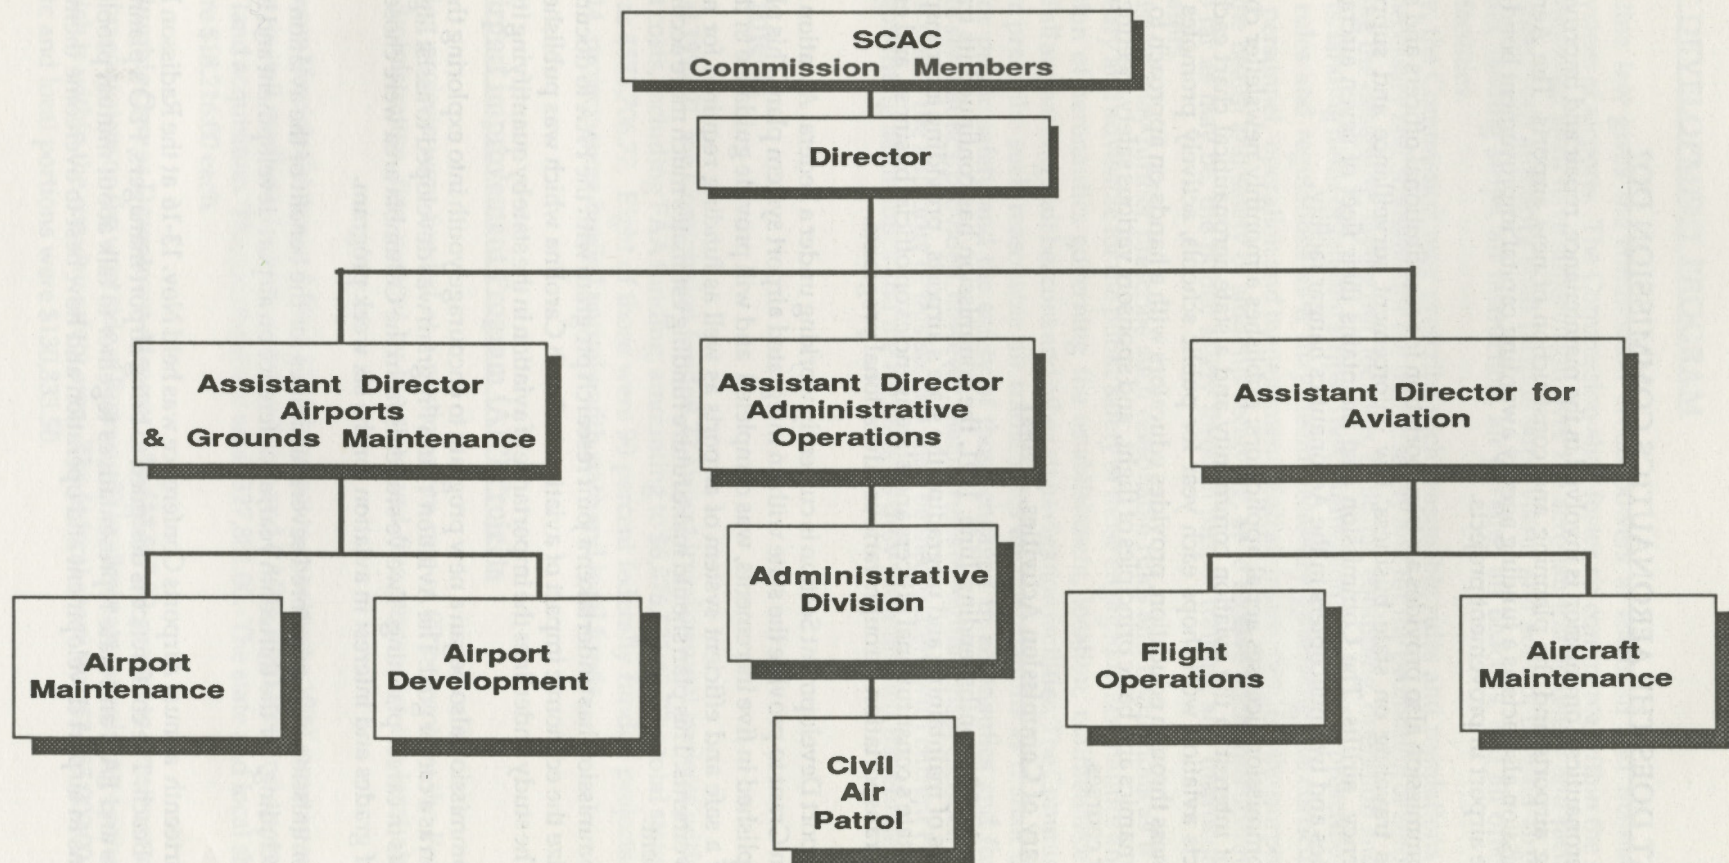 SCAC
Commission Members
Director
Assistant Director
Airports
& Grounds Maintenance
Assistant Director
Administrative
Operations
Assistant Director for
Aviation
Administrative
Division
Airport
Maintenance
Airport
Development
Flight
Operations
Aircraft
Maintenance
Civil
Air
Patrol